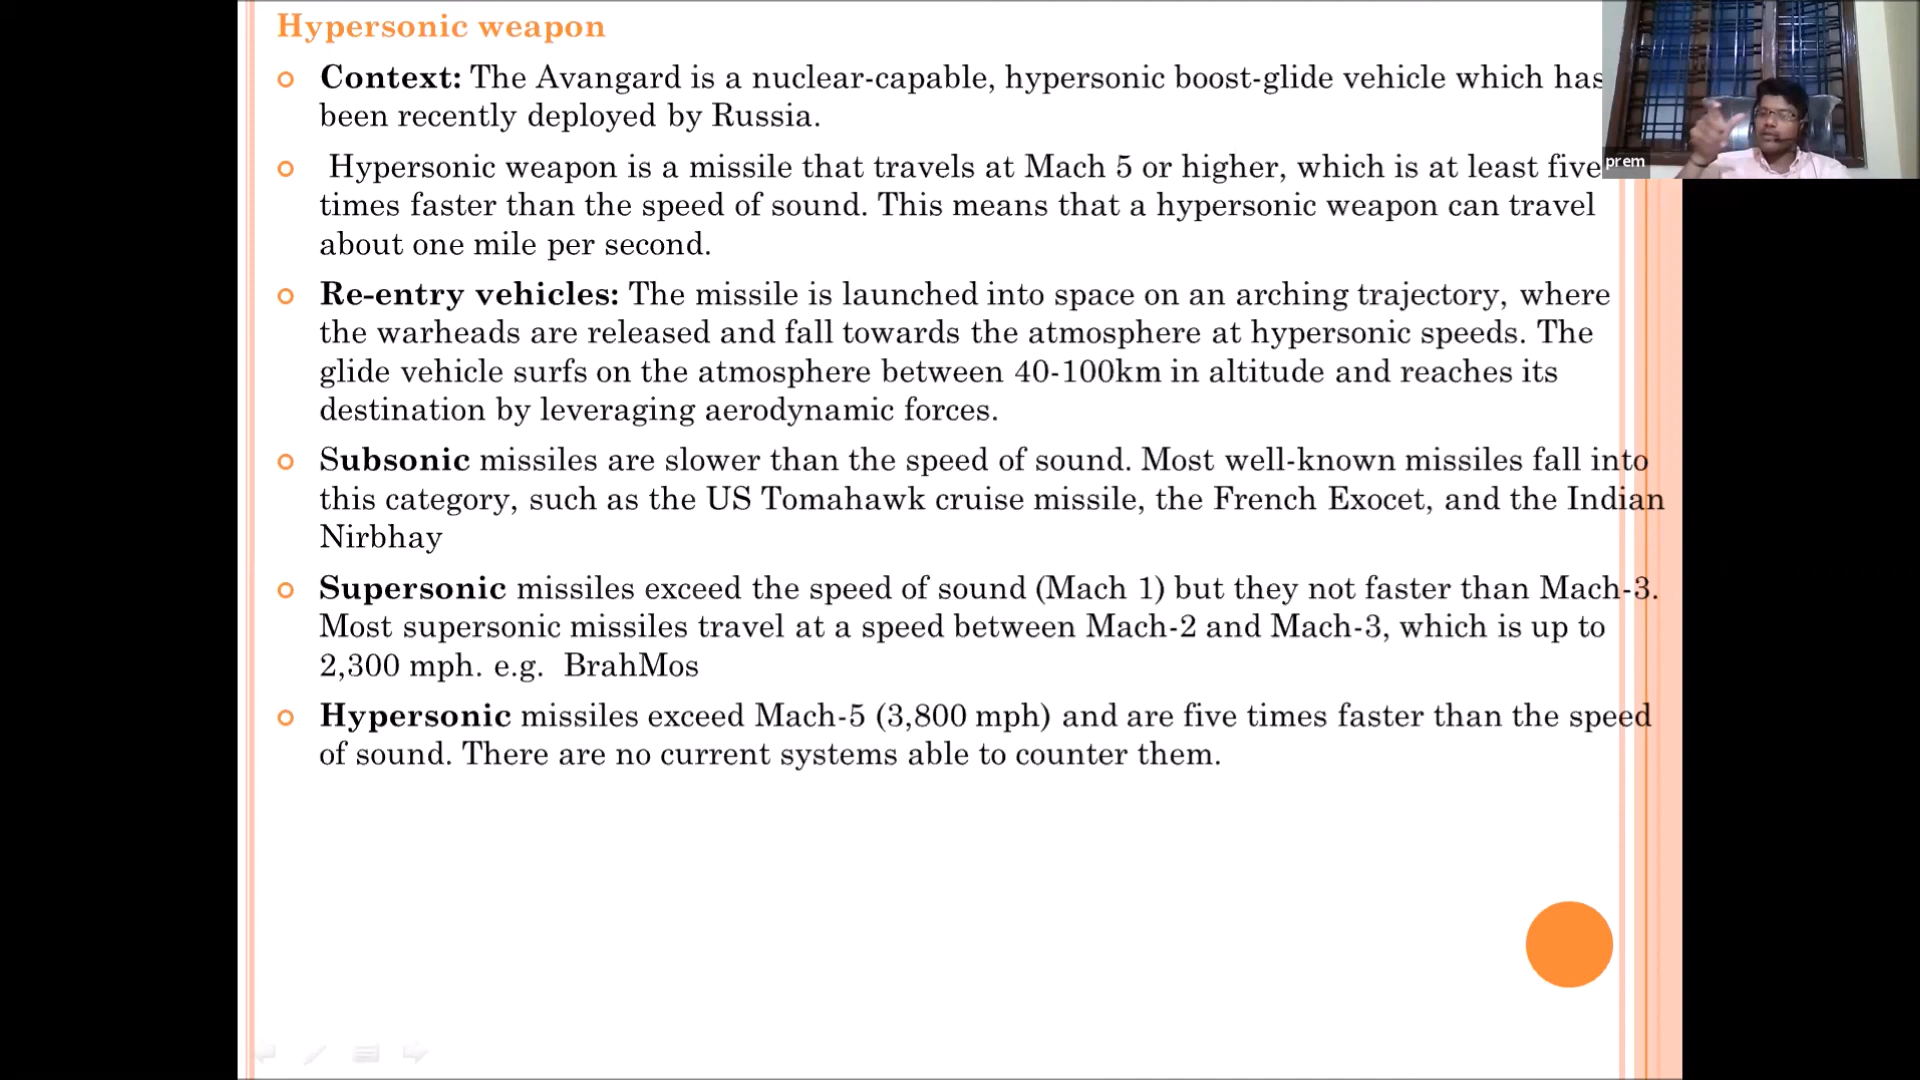 Hypersonic weapon
Context: The Avangard is a nuclear-capable, hypersonic boost-glide vehicle which has
been recently deployed by Russia.
Hypersonic weapon is a missile that travels at Mach 5 or higher, which is at least five
times faster than the speed of sound. This means that a hypersonic weapon can travel
about one mile per second.
Re-entry vehicles: The missile is launched into space on an arching trajectory, where
the warheads are released and fall towards the atmosphere at hypersonic speeds. The
glide vehicle surfs on the atmosphere between 40-100km in altitude and reaches its
destination by leveraging aerodynamic forces.
Subsonic missiles are slower than the speed of sound. Most well-known missiles fall into
this category, such as the US Tomahawk cruise missile, the French Exocet, and the Indian
Nirbhay
Supersonic missiles exceed the speed of sound (Mach 1) but they not faster than Mach-3.
Most supersonic missiles travel at a speed between Mach-2 and Mach-3, which is up to
2,300 mph. e.g. BrahMos
Hypersonic missiles exceed Mach-5 (3,800 mph) and are five times faster than the speed
of sound. There are no current systems able to counter them.
prem